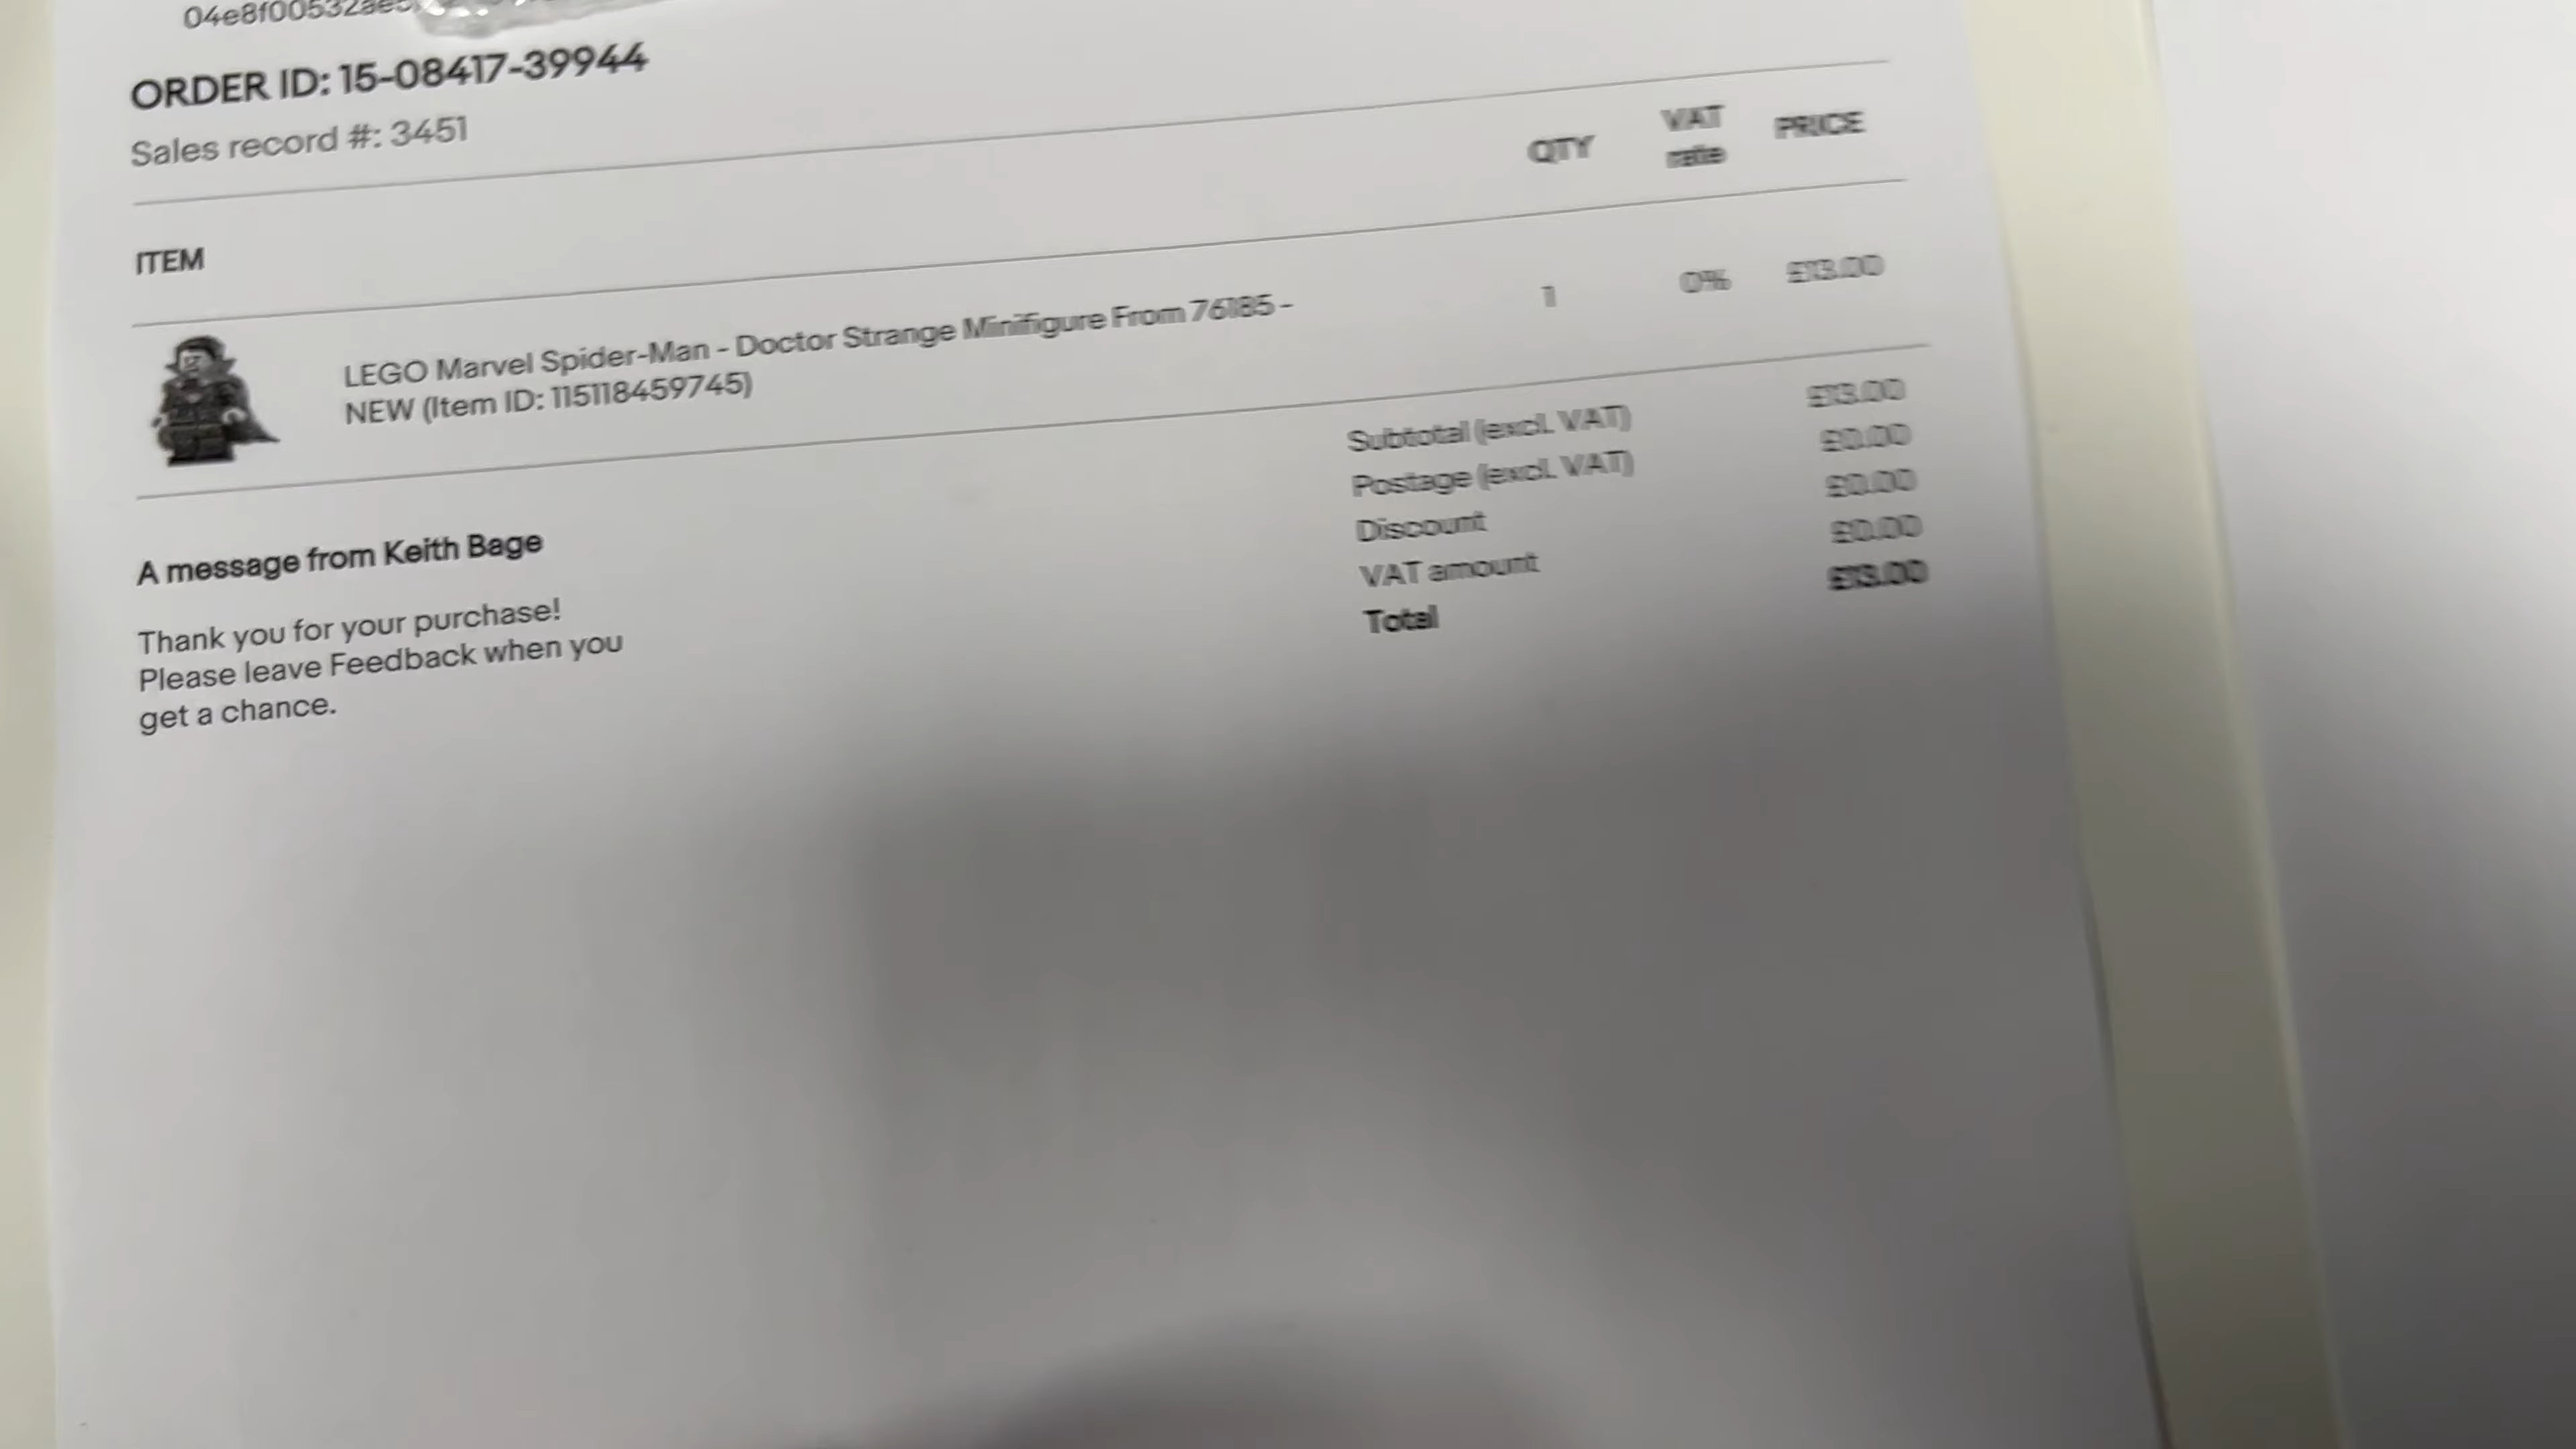 ORDER ID: 15-08417-39944
Sales record #: 3451
ITEM QTY VAT rate PRICE
LEGO Marvel Spider-Man - Doctor Strange Minifigure From 76185 - 1 0% £13.00
NEW (Item ID: 115118459745)
Subtotal (excl. VAT) £13.00
Postage (excl. VAT) £0.00
Discount £0.00
VAT amount £0.00
Total £13.00
A message from Keith Bage
Thank you for your purchase!
Please leave Feedback when you
get a chance.